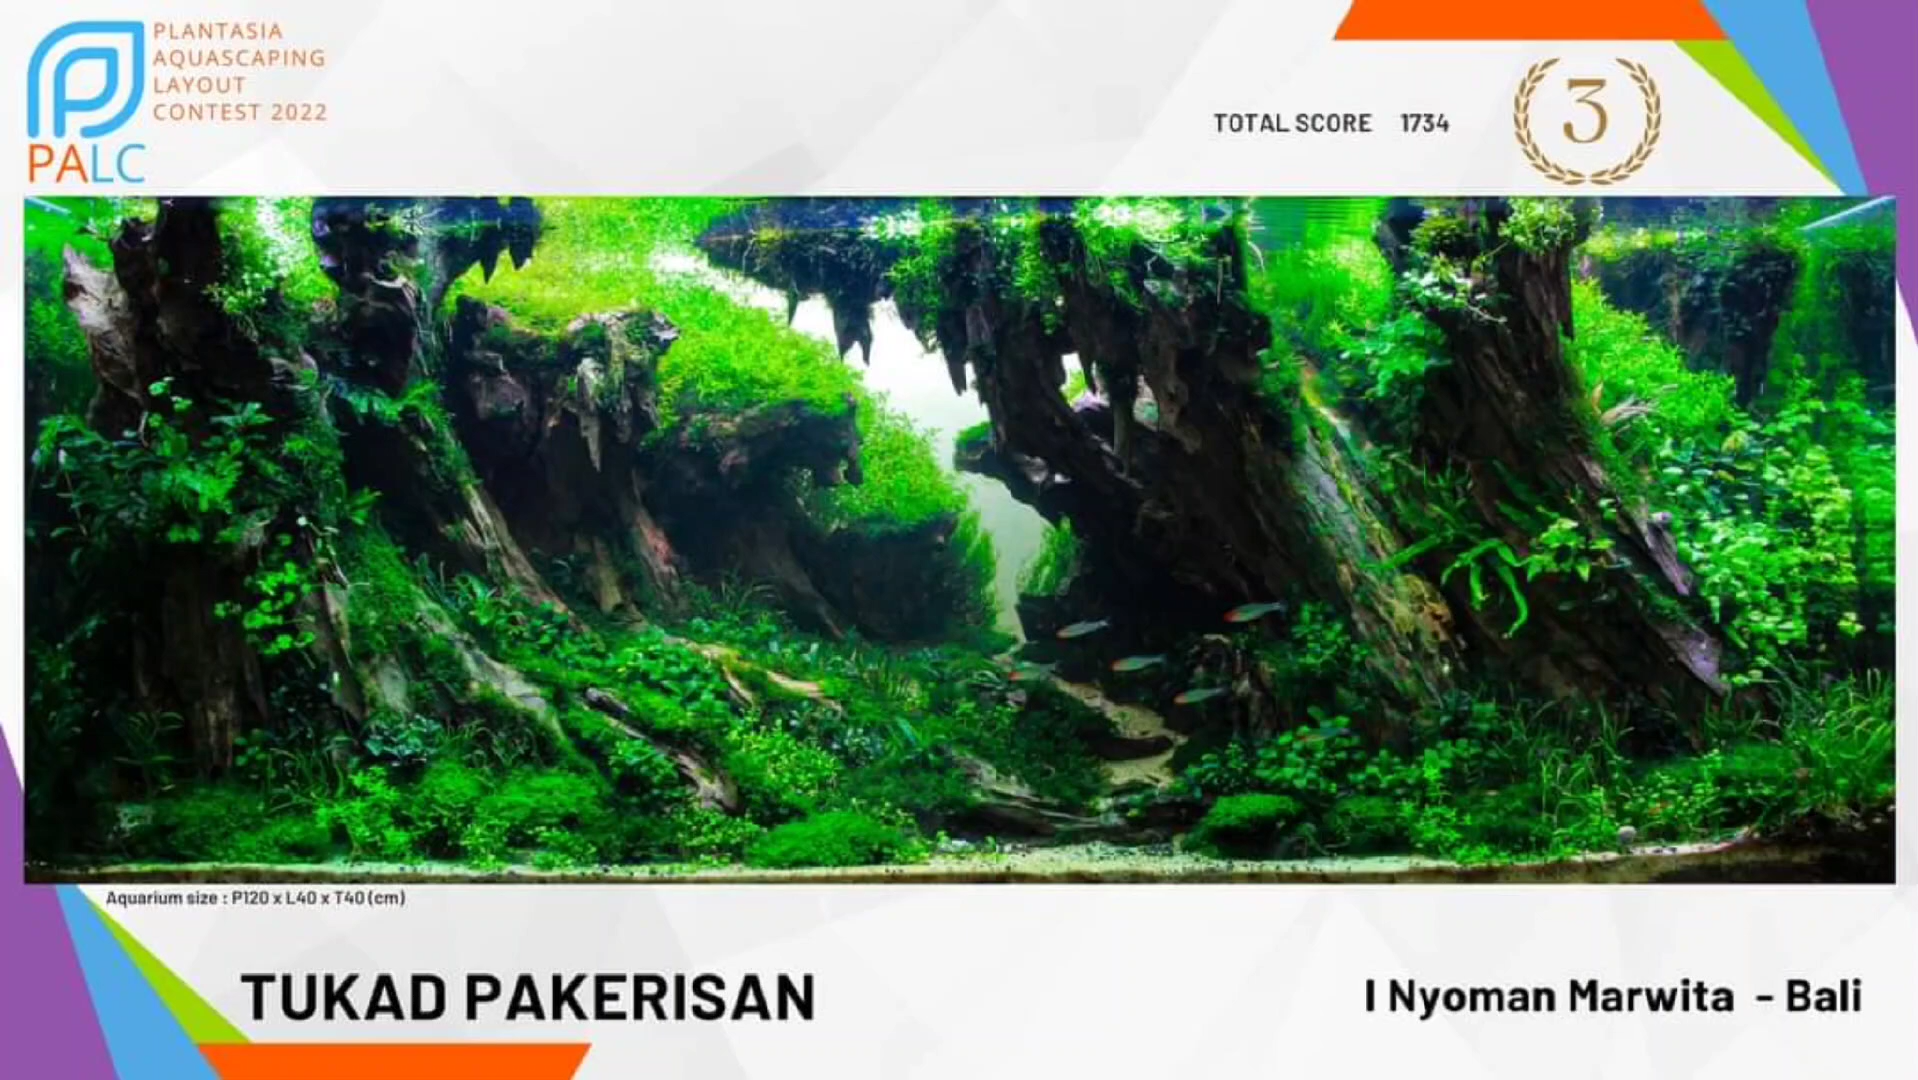 PLANTASIA
AQUASCAPING
LAYOUT
CONTEST 2022
PALC
TOTAL SCORE 1734
3
Aquarium size : P120 x L40 x T40 (cm)
TUKAD PAKERISAN
I Nyoman Marwita - Bali